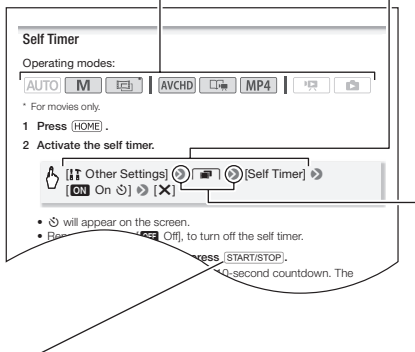 Self Timer
Operating modes:
AUTO M * AVCHD MP4
* For movies only.
1 Press HOME.
2 Activate the self timer.
[Other Settings] [Self Timer]
[ON On] [X]
• will appear on the screen.
• OFF Off], to turn off the self timer.
press START/STOP.
10-second countdown. The